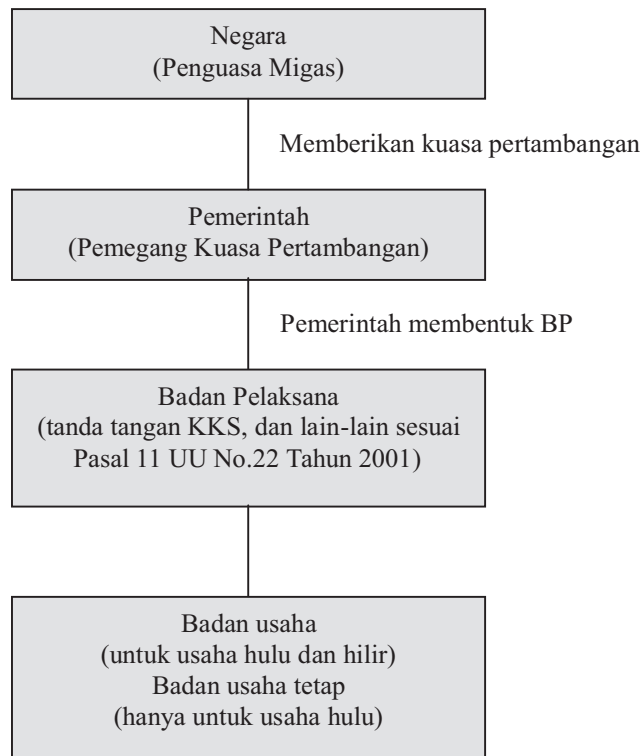 Negara
(Penguasa Migas)
Memberikan kuasa pertambangan
Pemerintah
(Pemegang Kuasa Pertambangan)
Pemerintah membentuk BP
Badan Pelaksana
(tanda tangan KKS, dan lain-lain sesuai
Pasal 11 UU No.22 Tahun 2001)
Badan usaha
(untuk usaha hulu dan hilir)
Badan usaha tetap
(hanya untuk usaha hulu)